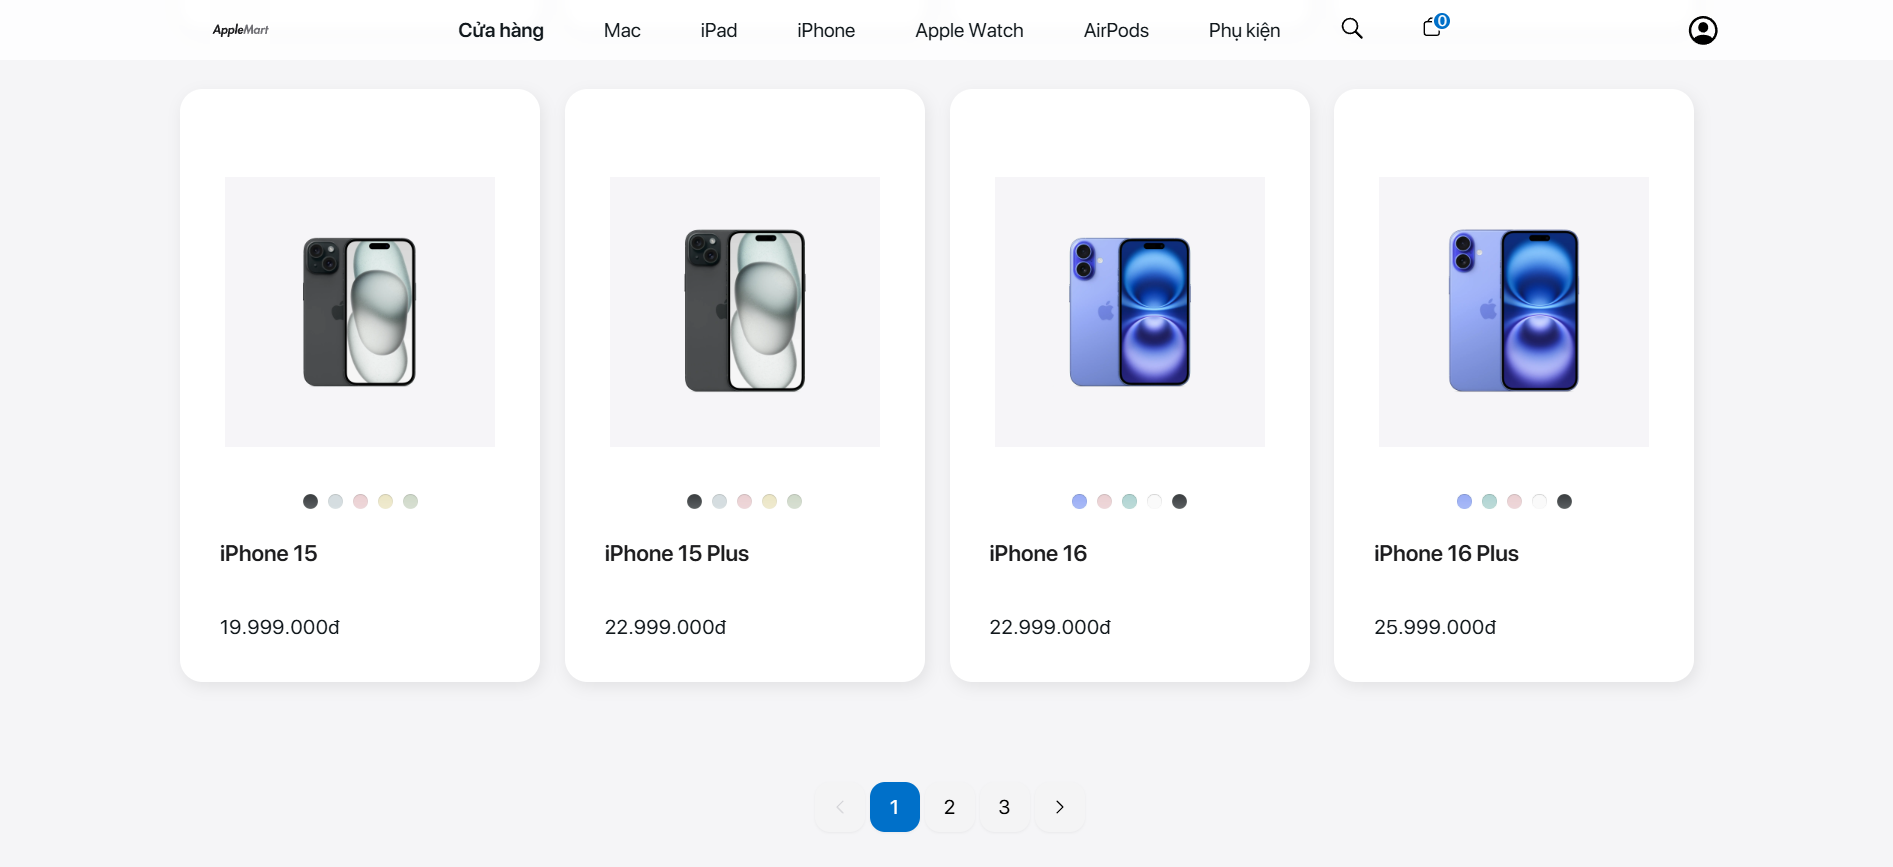 AppleMart
Cửa hàng
Mac
iPad
iPhone
Apple Watch
AirPods
Phụ kiện
0
iPhone 15
19.999.000đ
iPhone 15 Plus
22.999.000đ
iPhone 16
22.999.000đ
iPhone 16 Plus
25.999.000đ
1
2
3